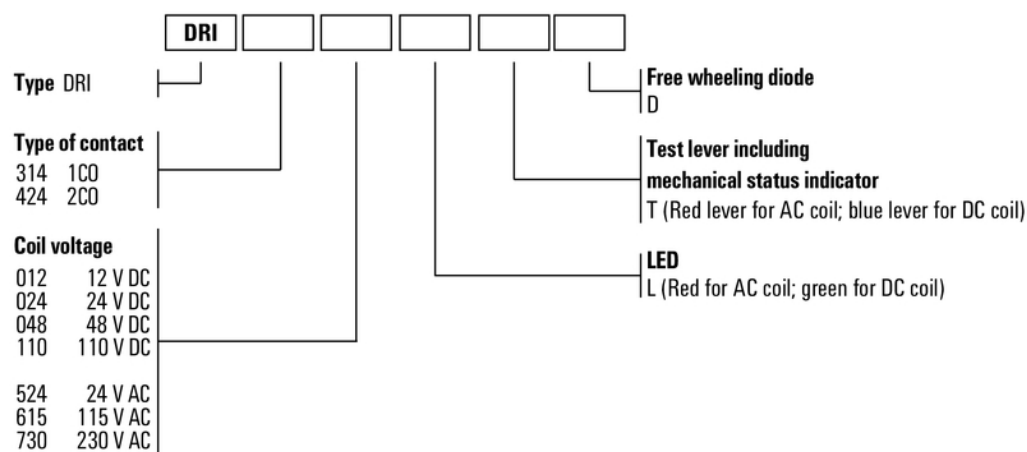 DRI
Type DRI
Type of contact
314 1CO
424 2CO
Coil voltage
012 12 V DC
024 24 V DC
048 48 V DC
110 110 V DC
524 24 V AC
615 115 V AC
730 230 V AC
Free wheeling diode
D
Test lever including
mechanical status indicator
T (Red lever for AC coil; blue lever for DC coil)
LED
L (Red for AC coil; green for DC coil)